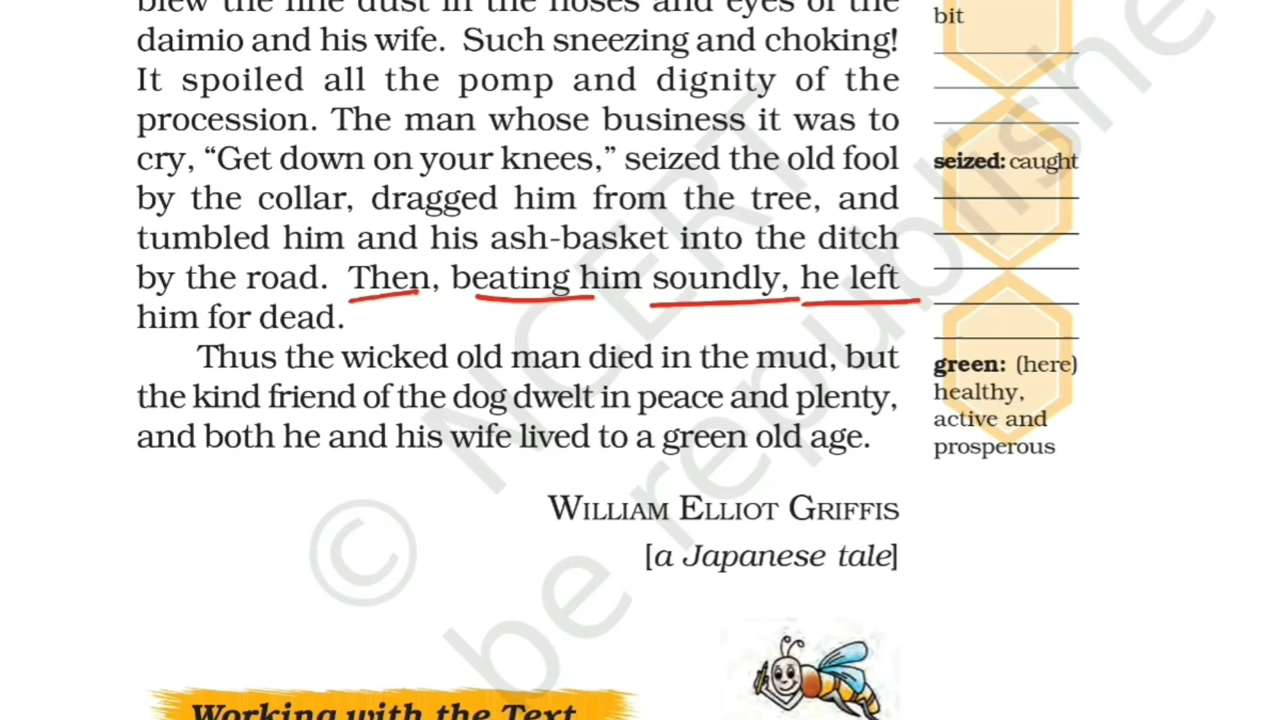 blew the fine dust in the noses and eyes of the
daimio and his wife. Such sneezing and choking!
It spoiled all the pomp and dignity of the
procession. The man whose business it was to
cry, “Get down on your knees,” seized the old fool
by the collar, dragged him from the tree, and
tumbled him and his ash-basket into the ditch
by the road. Then, beating him soundly, he left
him for dead.
Thus the wicked old man died in the mud, but
the kind friend of the dog dwelt in peace and plenty,
and both he and his wife lived to a green old age.
WILLIAM ELLIOT GRIFFIS
[a Japanese tale]
Working with the Text
bit
seized: caught
green: (here)
healthy,
active and
prosperous
© NCERT
be republishe